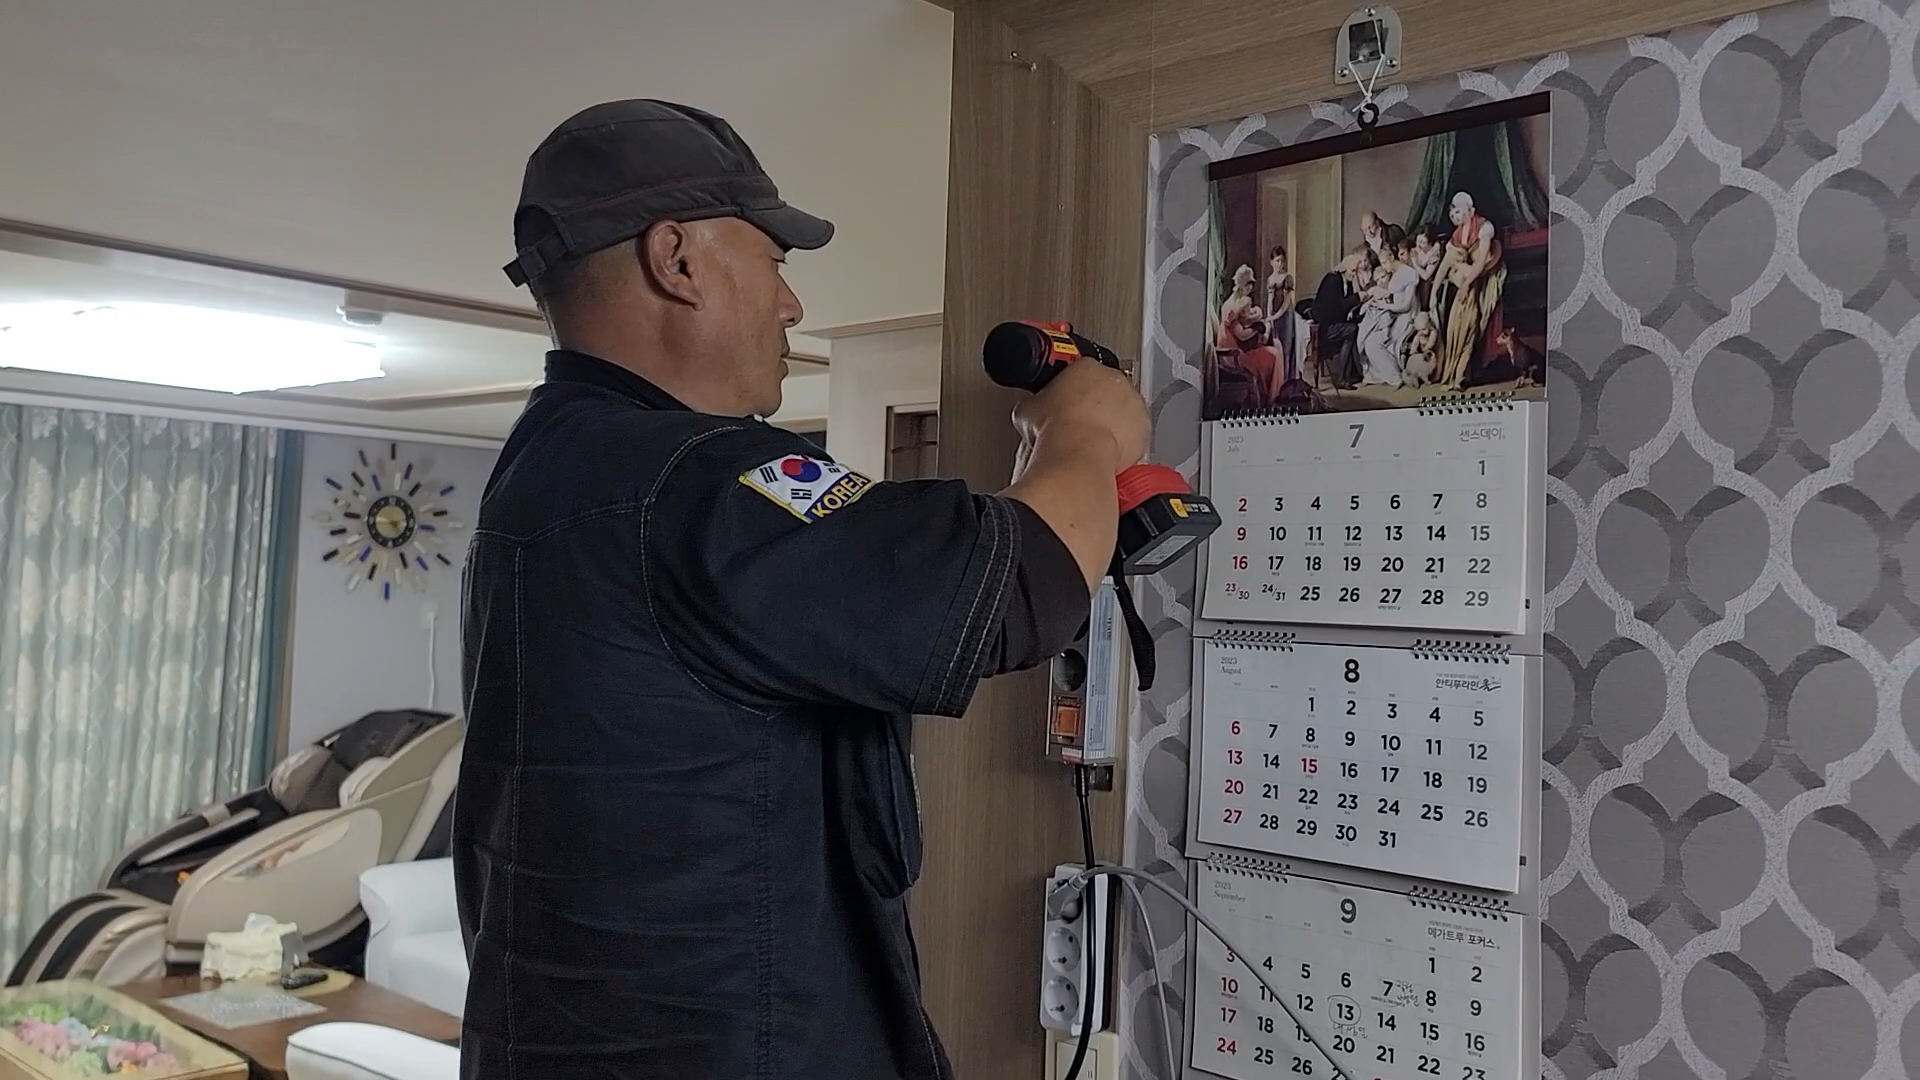 KOREA
2023
July
7
센스데이
1
2 3 4 5 6 7 8
9 10 11 12 13 14 15
16 17 18 19 20 21 22
23/30 24/31 25 26 27 28 29
2023
August
8
안티푸라민
1 2 3 4 5
6 7 8 9 10 11 12
13 14 15 16 17 18 19
20 21 22 23 24 25 26
27 28 29 30 31
2023
September
9
메가트루 포커스
1 2
3 4 5 6 7 8 9
10 11 12 13 14 15 16
17 18 19 20 21 22 23
24 25 26